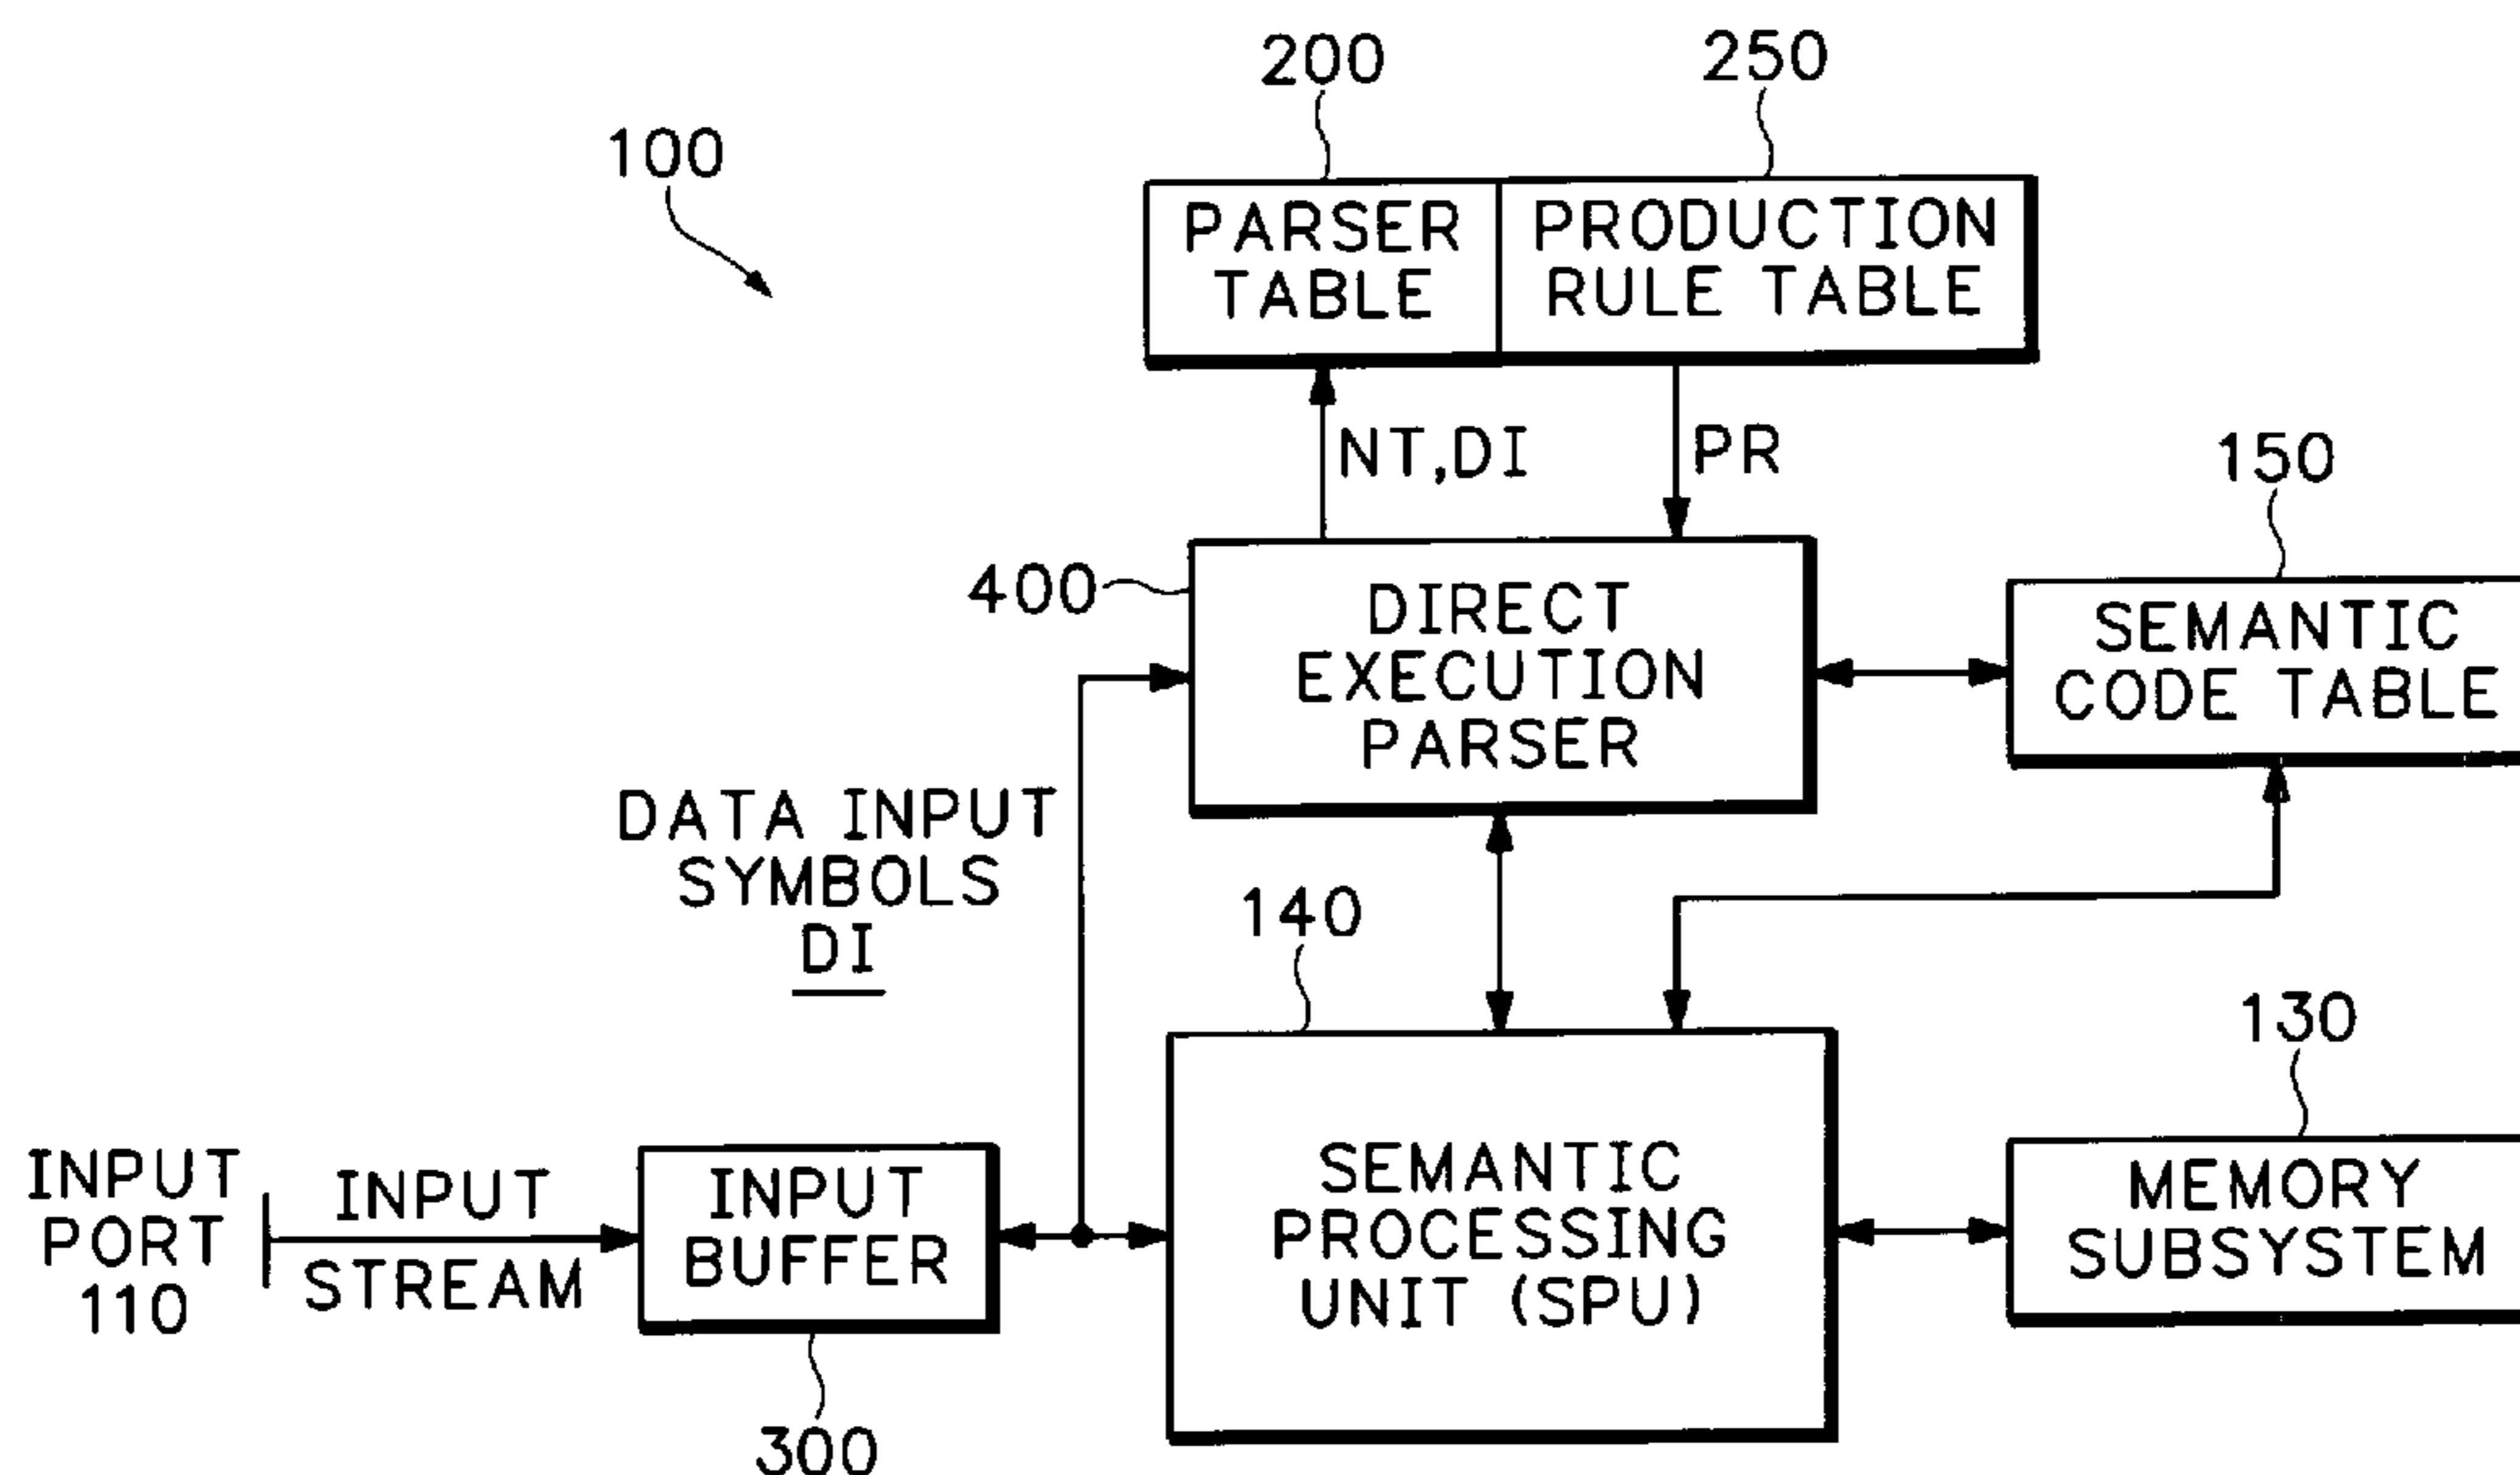 200
250
100
PARSER
TABLE
PRODUCTION
RULE TABLE
NT,DI
PR
150
400
DIRECT
EXECUTION
PARSER
SEMANTIC
CODE TABLE
DATA INPUT
SYMBOLS
DI
140
130
INPUT
PORT
110
INPUT
STREAM
INPUT
BUFFER
SEMANTIC
PROCESSING
UNIT (SPU)
MEMORY
SUBSYSTEM
300